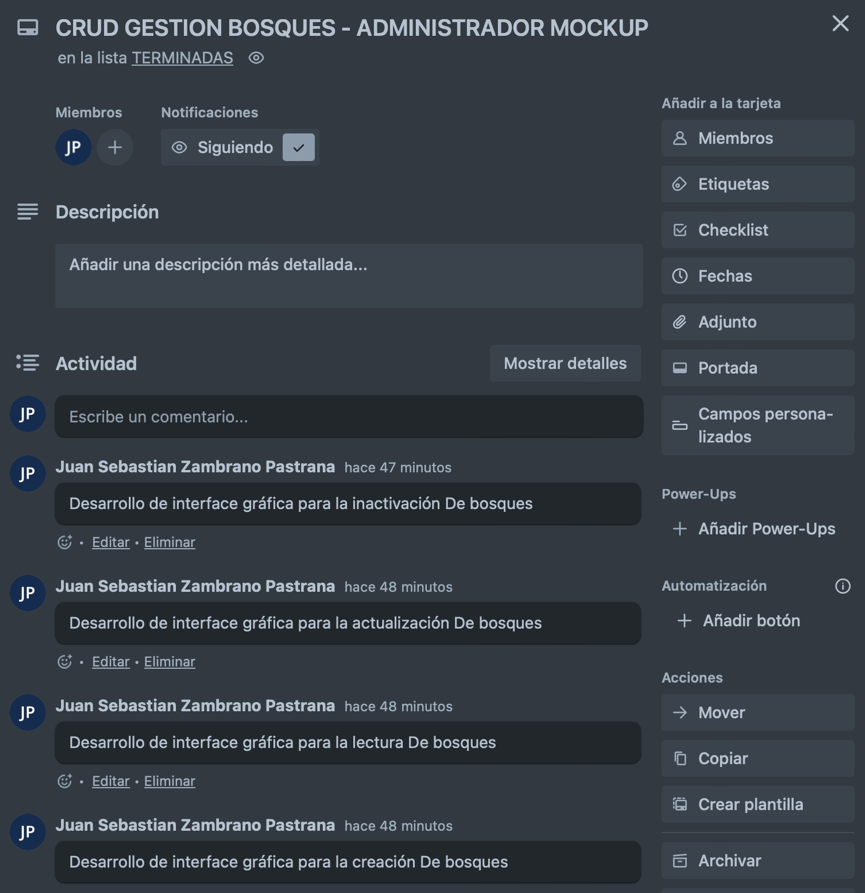 CRUD GESTION BOSQUES - ADMINISTRADOR MOCKUP
en la lista TERMINADAS
Miembros
Notificaciones
JP
Siguiendo
Descripción
Añadir una descripción más detallada...
Actividad
Mostrar detalles
JP
Escribe un comentario...
JP
Juan Sebastian Zambrano Pastrana hace 47 minutos
Desarrollo de interface gráfica para la inactivación De bosques
• Editar • Eliminar
JP
Juan Sebastian Zambrano Pastrana hace 48 minutos
Desarrollo de interface gráfica para la actualización De bosques
• Editar • Eliminar
JP
Juan Sebastian Zambrano Pastrana hace 48 minutos
Desarrollo de interface gráfica para la lectura De bosques
• Editar • Eliminar
JP
Juan Sebastian Zambrano Pastrana hace 48 minutos
Desarrollo de interface gráfica para la creación De bosques
Añadir a la tarjeta
Miembros
Etiquetas
Checklist
Fechas
Adjunto
Portada
Campos persona-
lizados
Power-Ups
+ Añadir Power-Ups
Automatización
+ Añadir botón
Acciones
Mover
Copiar
Crear plantilla
Archivar